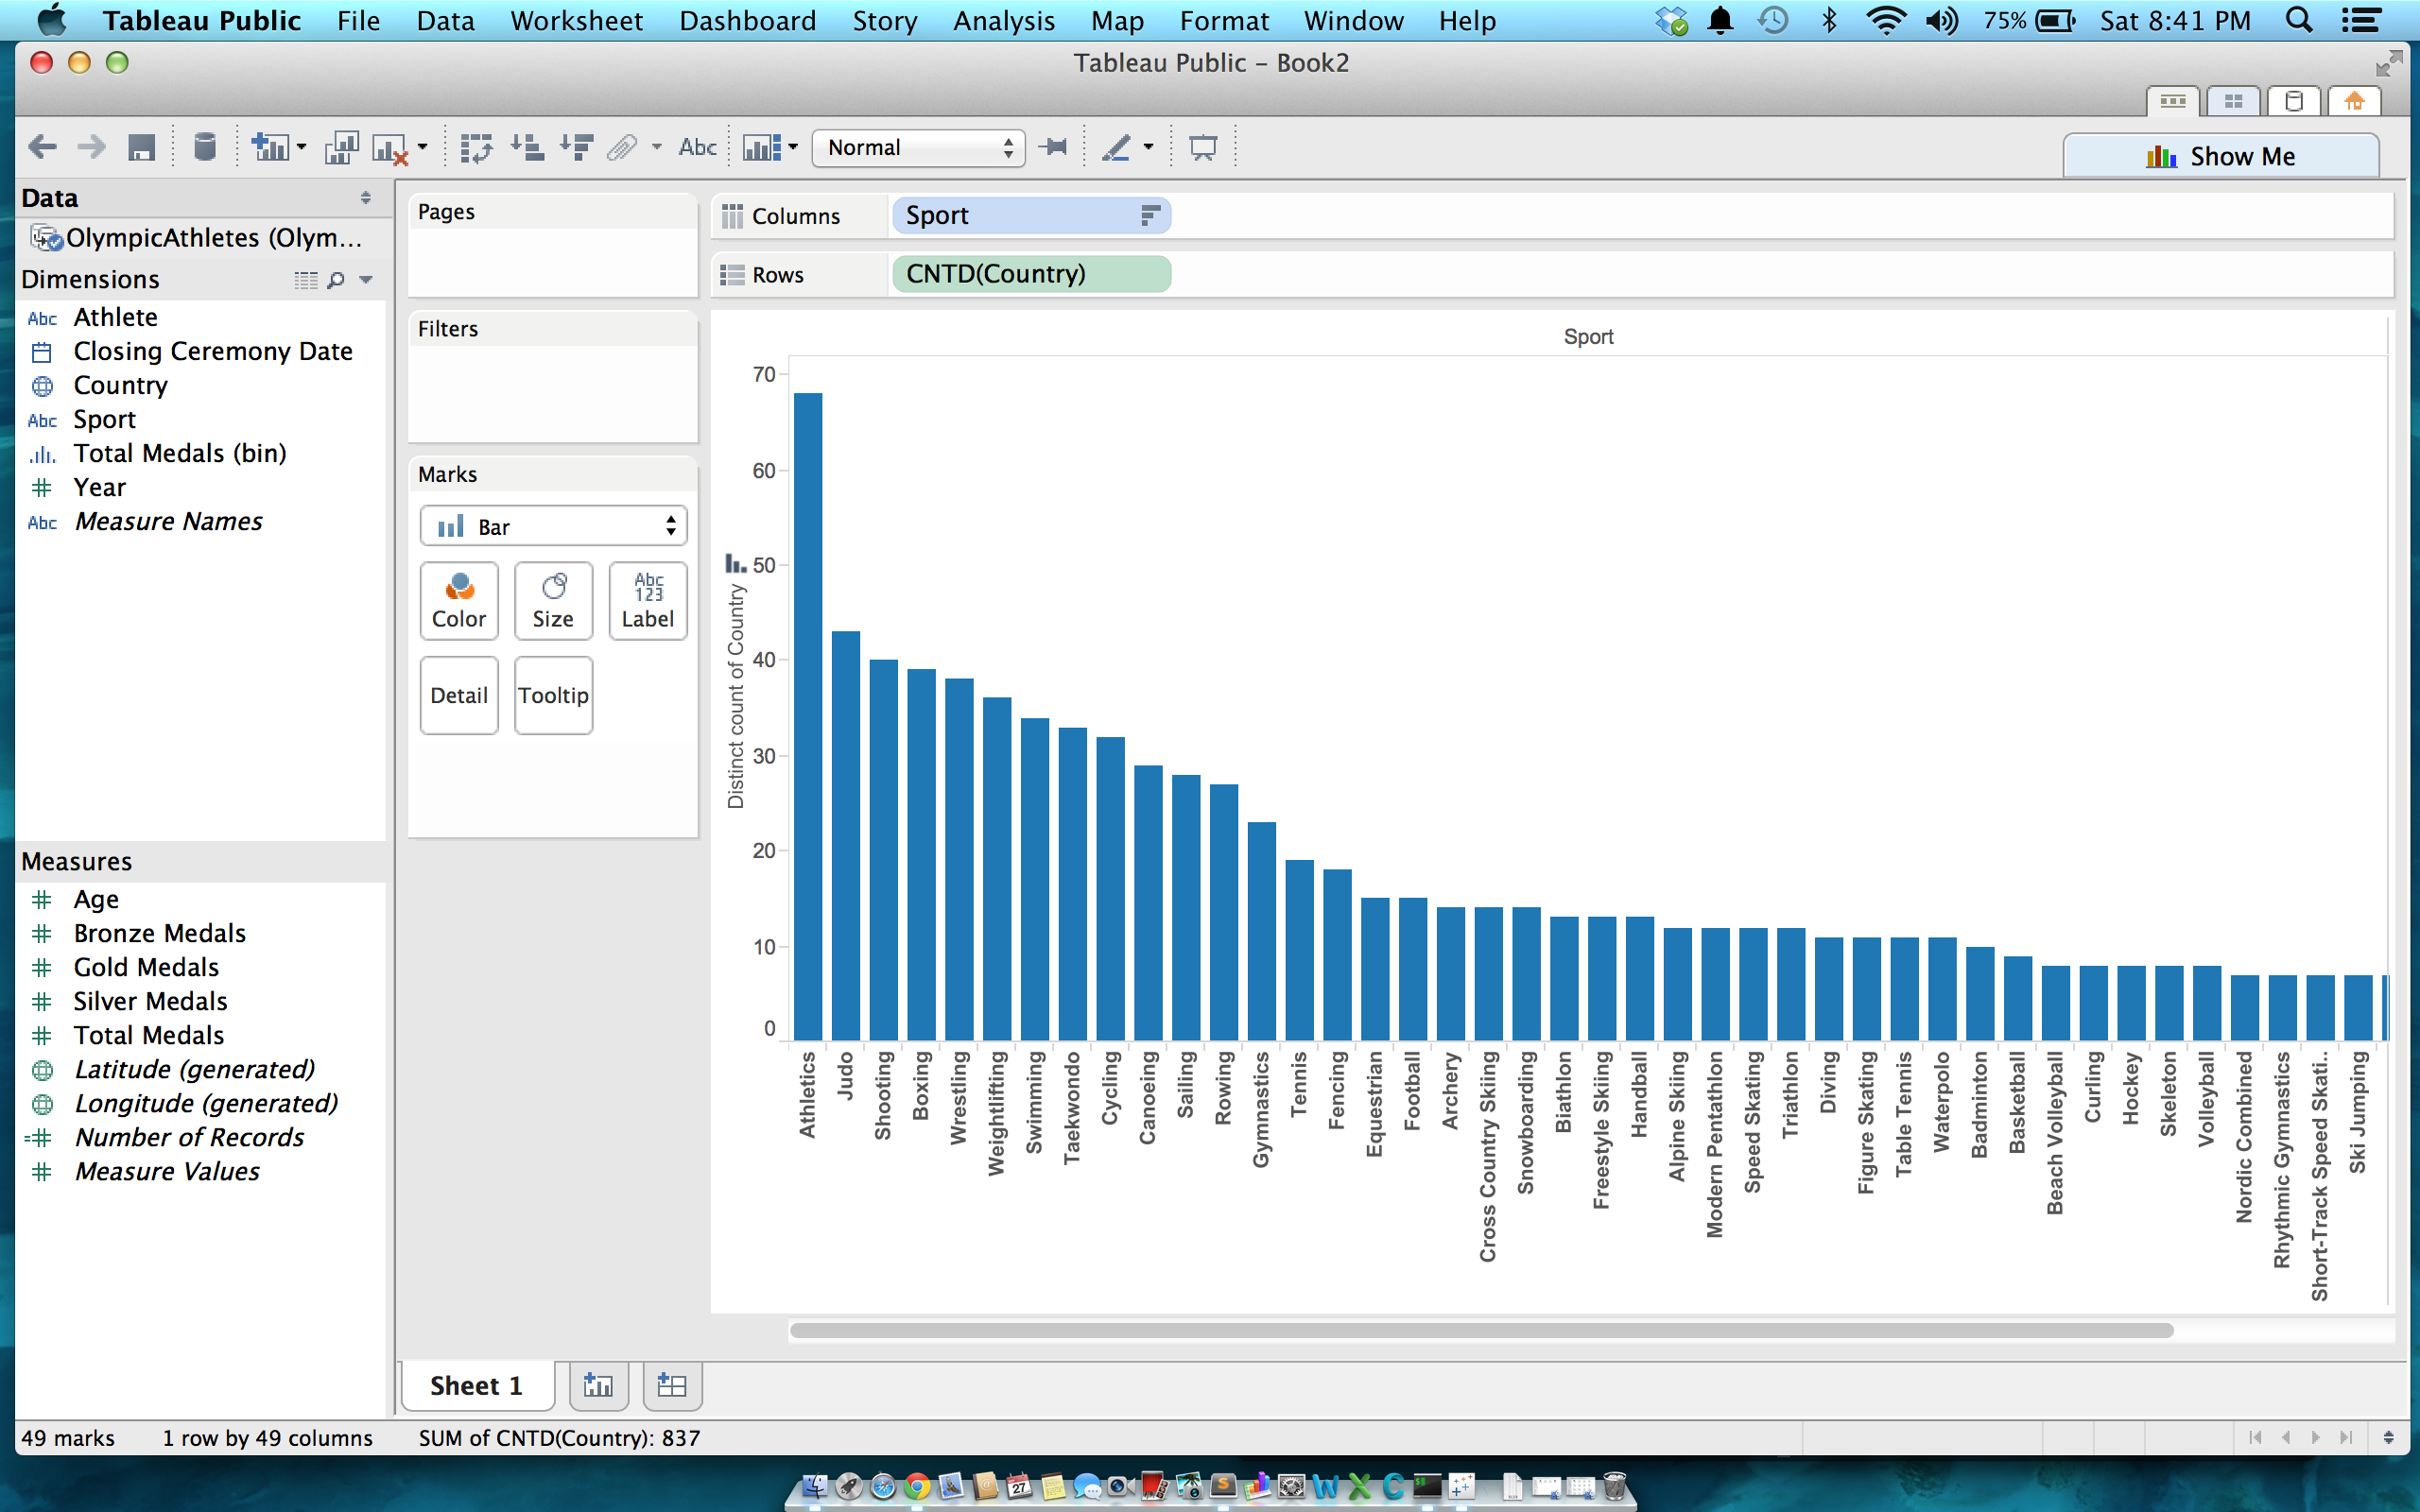 Tableau Public File Data Worksheet Dashboard Story Analysis Map Format Window Help 75% Sat 8:41 PM
Tableau Public – Book2
Abc Normal Show Me
Data
OlympicAthletes (Olym...
Dimensions
Abc Athlete
Closing Ceremony Date
Country
Abc Sport
Total Medals (bin)
# Year
Abc Measure Names
Measures
# Age
# Bronze Medals
# Gold Medals
# Silver Medals
# Total Medals
Latitude (generated)
Longitude (generated)
=# Number of Records
# Measure Values
Pages
Filters
Marks
Bar
Color
Size
Abc
123
Label
Detail
Tooltip
Columns Sport
Rows CNTD(Country)
Sport
Distinct count of Country
70
60
50
40
30
20
10
0
Athletics
Judo
Shooting
Boxing
Wrestling
Weightlifting
Swimming
Taekwondo
Cycling
Canoeing
Sailing
Rowing
Gymnastics
Tennis
Fencing
Equestrian
Football
Archery
Cross Country Skiing
Snowboarding
Biathlon
Freestyle Skiing
Handball
Alpine Skiing
Modern Pentathlon
Speed Skating
Triathlon
Diving
Figure Skating
Table Tennis
Waterpolo
Badminton
Basketball
Beach Volleyball
Curling
Hockey
Skeleton
Volleyball
Nordic Combined
Rhythmic Gymnastics
Short-Track Speed Skati..
Ski Jumping
Sheet 1
49 marks 1 row by 49 columns SUM of CNTD(Country): 837
27